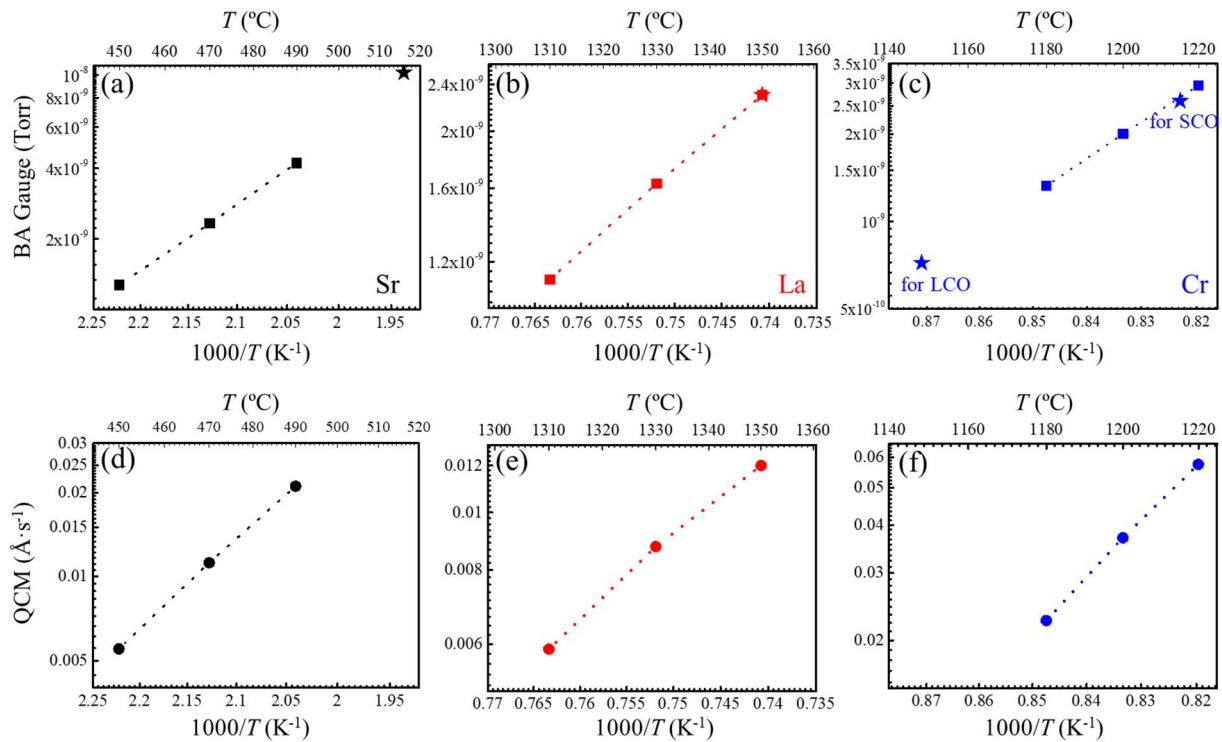 T (ºC)
450 460 470 480 490 500 510 520
(a)
10⁻⁸
8x10⁻⁹
6x10⁻⁹
4x10⁻⁹
2x10⁻⁹
BA Gauge (Torr)
Sr
2.25 2.2 2.15 2.1 2.05 2 1.95
1000/T (K⁻¹)
T (ºC)
1300 1310 1320 1330 1340 1350 1360
(b)
2.4x10⁻⁹
2x10⁻⁹
1.6x10⁻⁹
1.2x10⁻⁹
La
0.77 0.765 0.76 0.755 0.75 0.745 0.74 0.735
1000/T (K⁻¹)
T (ºC)
1140 1160 1180 1200 1220
(c)
3.5x10⁻⁹
3x10⁻⁹
2.5x10⁻⁹
2x10⁻⁹
1.5x10⁻⁹
1x10⁻⁹
5x10⁻¹⁰
for SCO
for LCO
Cr
0.87 0.86 0.85 0.84 0.83 0.82
1000/T (K⁻¹)
T (ºC)
450 460 470 480 490 500 510 520
(d)
0.03
0.025
0.02
0.015
0.01
0.005
QCM (Å·s⁻¹)
2.25 2.2 2.15 2.1 2.05 2 1.95
1000/T (K⁻¹)
T (ºC)
1300 1310 1320 1330 1340 1350 1360
(e)
0.012
0.01
0.008
0.006
0.77 0.765 0.76 0.755 0.75 0.745 0.74 0.735
1000/T (K⁻¹)
T (ºC)
1140 1160 1180 1200 1220
(f)
0.06
0.05
0.04
0.03
0.02
0.87 0.86 0.85 0.84 0.83 0.82
1000/T (K⁻¹)